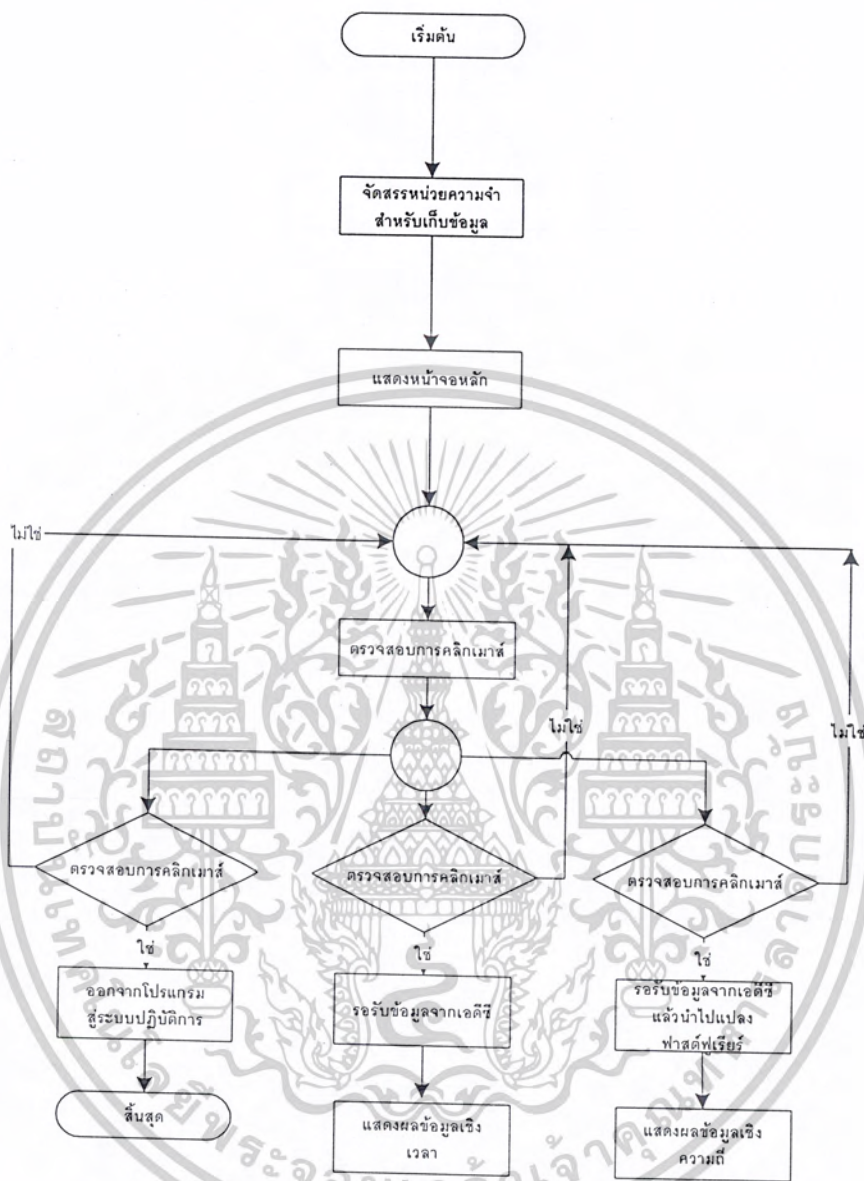 เริ่มต้น
จัดสรรหน่วยความจำ
สำหรับเก็บข้อมูล
แสดงหน้าจอหลัก
ไม่ใช่
ตรวจสอบการคลิกเมาส์
ไม่ใช่
ไม่ใช่
ตรวจสอบการคลิกเมาส์
ตรวจสอบการคลิกเมาส์
ตรวจสอบการคลิกเมาส์
ใช่
ใช่
ใช่
ออกจากโปรแกรม
สู่ระบบปฏิบัติการ
รอรับข้อมูลจากเอดีซี
รอรับข้อมูลจากเอดีซี
แล้วนำไปแปลง
ฟาสต์ฟูเรียร์
สิ้นสุด
แสดงผลข้อมูลเชิง
เวลา
แสดงผลข้อมูลเชิง
ความถี่